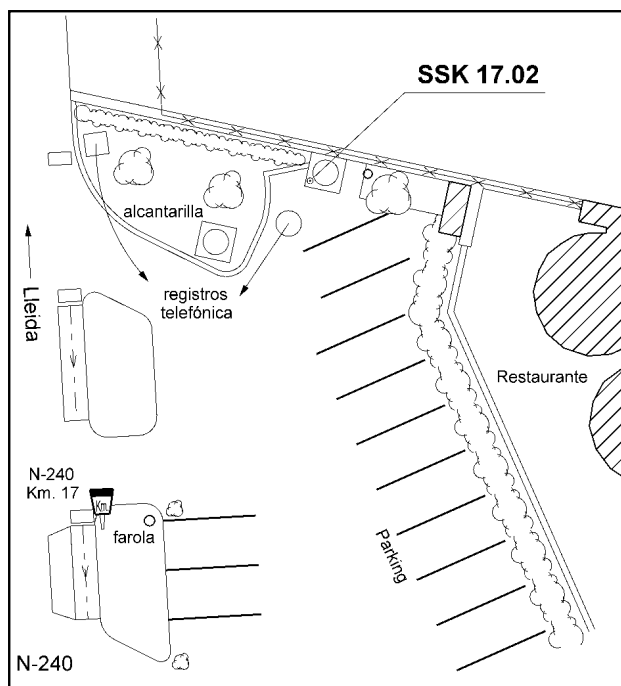 SSK 17.02
alcantarilla
registros
telefónica
Lleida
Restaurante
N-240
Km. 17
Km.
farola
Parking
N-240